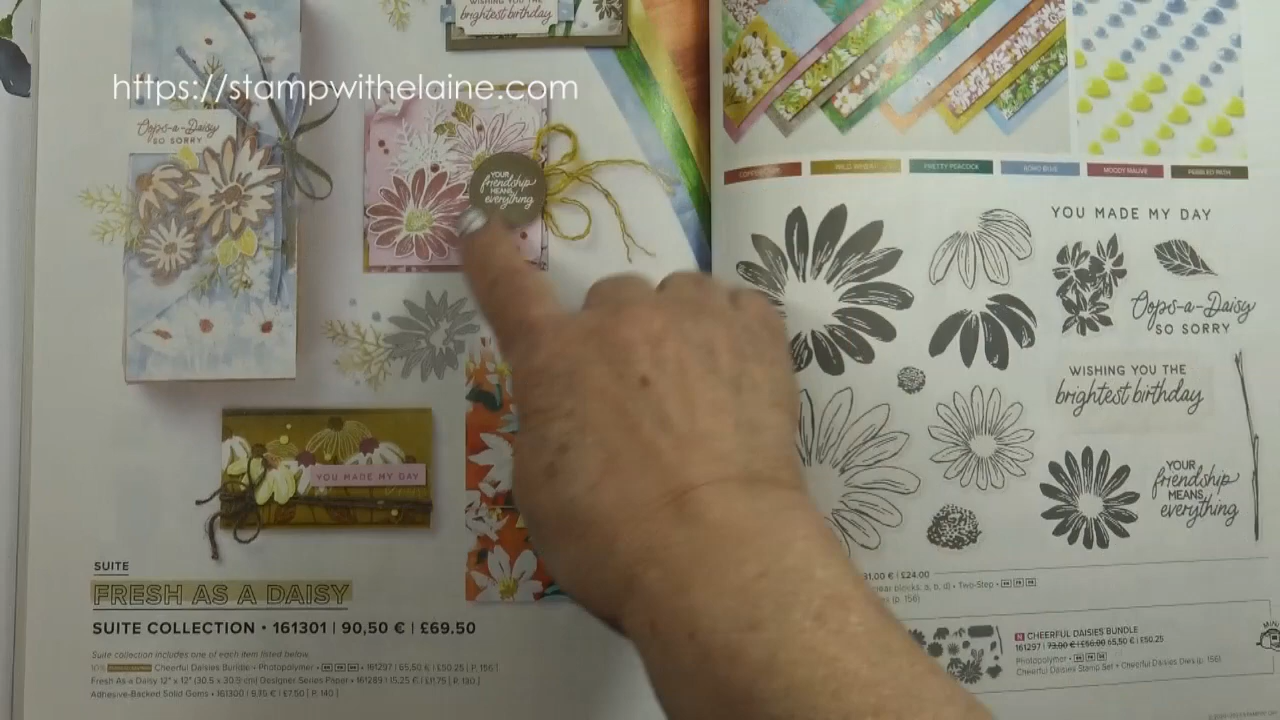 WISHING YOU THE
brightest birthday
https://stampwithelaine.com
Oops-a-Daisy
SO SORRY
YOUR
friendship
MEANS
everything
YOU MADE MY DAY
SUITE
FRESH AS A DAISY
SUITE COLLECTION • 161301 | 90,50 € | £69.50
Suite collection includes one of each item listed below.
Cheerful Daisies Bundle • Photopolymer •
161297 | 65,50 € | £50.25 | P. 156 |
Fresh As A Daisy 12" x 12" (30.5 x 30.5 cm) Designer Series Paper • 161289 | 15,25 € | £11.75 | P. 130 |
Adhesive-Backed Solid Gems • 161300 | 9,75 € | £7.50 | P. 140 |
PRETTY PEACOCK
MOODY MAUVE
PEBBLED PATH
YOU MADE MY DAY
Oops-a-Daisy
SO SORRY
WISHING YOU THE
brightest birthday
YOUR
friendship
MEANS
everything
31,00 € | £24.00
blocks: a, b, d) • Two-Step •
(p. 156)
N CHEERFUL DAISIES BUNDLE
161297 | 73,00 € | £56.00 65,50 € | £50.25
Photopolymer •
Cheerful Daisies Stamp Set + Cheerful Daisies Dies (p. 156)